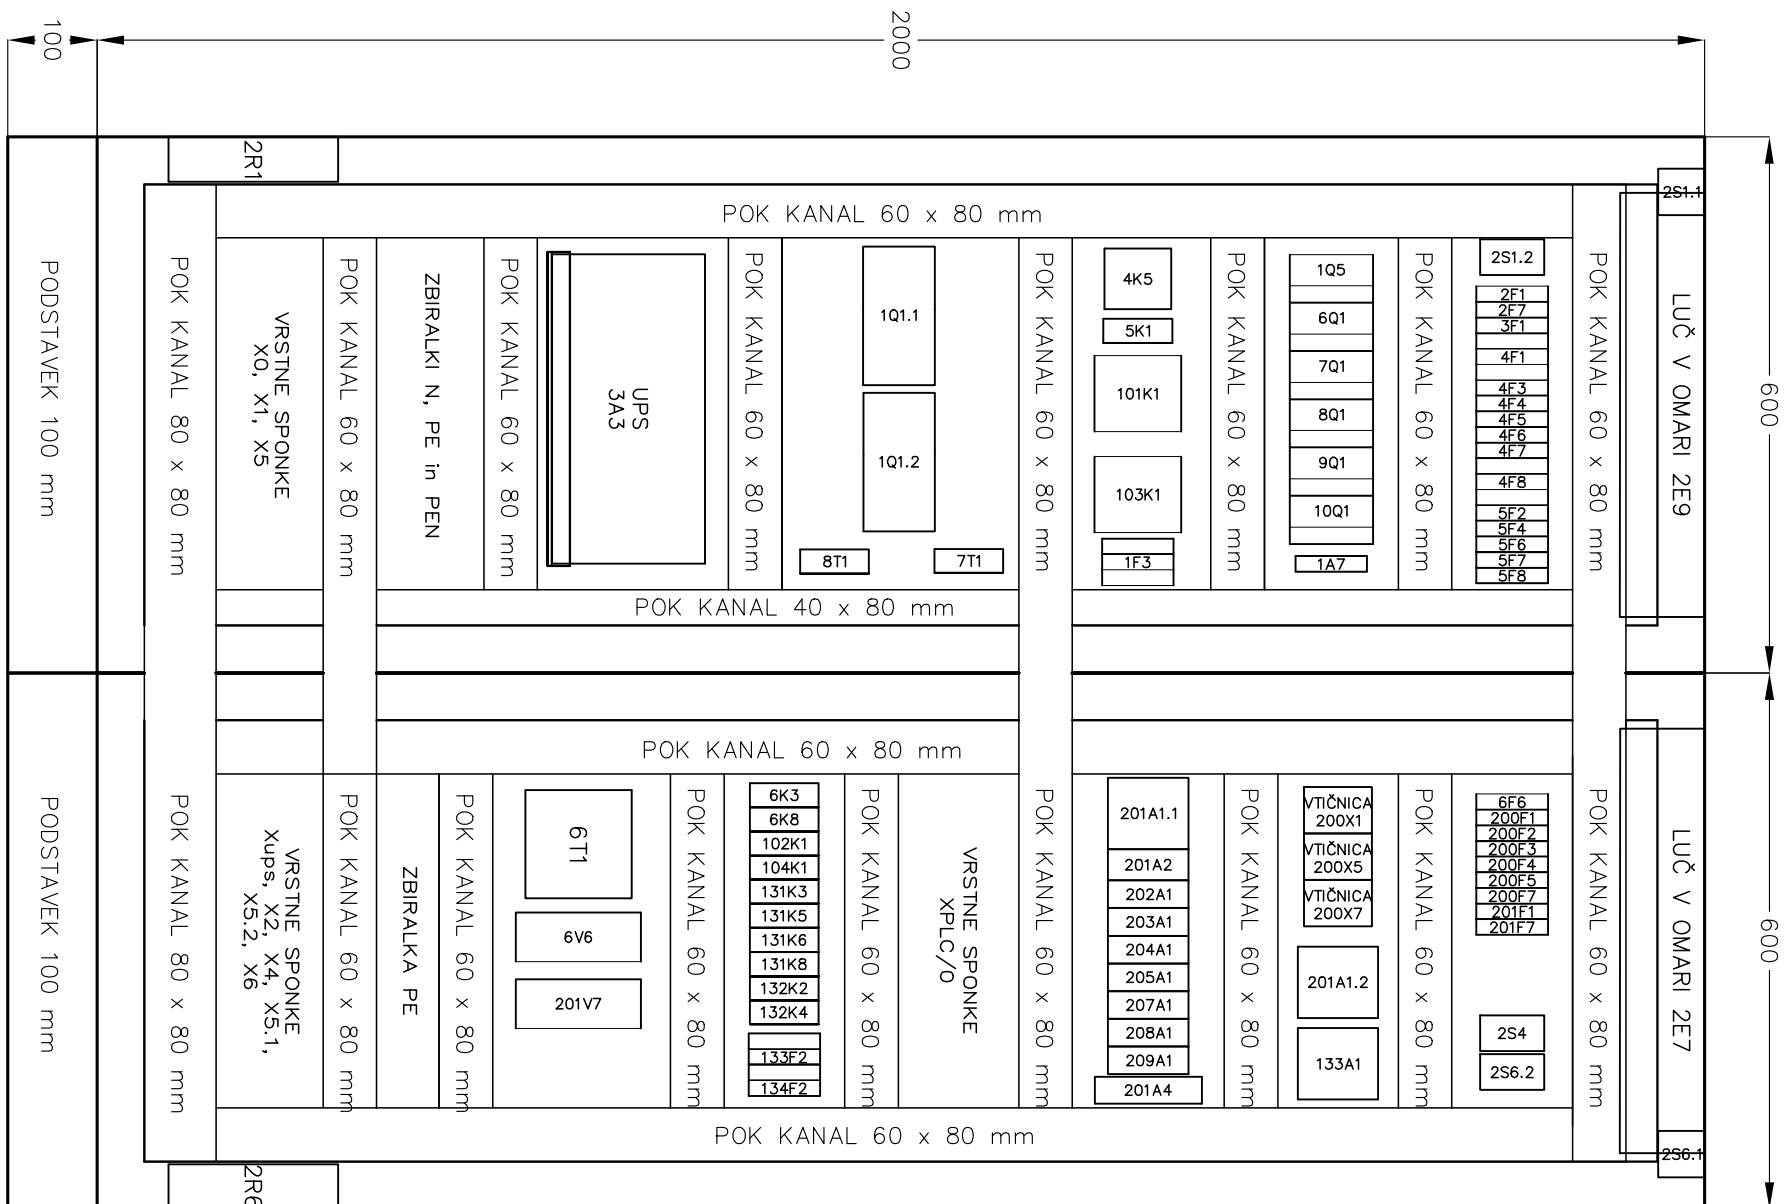 100
2000
600
600
2R1
2S1.1
POK KANAL 60 x 80 mm
PODSTAVEK 100 mm
POK KANAL 80 x 80 mm
VRSTNE SPONKE
X0, X1, X5
POK KANAL 60 x 80 mm
ZBIRALKI N, PE in PEN
POK KANAL 60 x 80 mm
UPS
3A3
POK KANAL 60 x 80 mm
1Q1.1
1Q1.2
8T1
7T1
POK KANAL 60 x 80 mm
4K5
5K1
101K1
103K1
1F3
POK KANAL 60 x 80 mm
1Q5
6Q1
7Q1
8Q1
9Q1
10Q1
1A7
POK KANAL 60 x 80 mm
2S1.2
2F1
2F7
3F1
4F1
4F3
4F4
4F5
4F6
4F7
4F8
5F2
5F4
5F6
5F7
5F8
POK KANAL 60 x 80 mm
LUČ V OMARI 2E9
POK KANAL 40 x 80 mm
POK KANAL 60 x 80 mm
PODSTAVEK 100 mm
POK KANAL 80 x 80 mm
VRSTNE SPONKE
Xups, X2, X4, X5.1,
X5.2, X6
POK KANAL 60 x 80 mm
ZBIRALKA PE
POK KANAL 60 x 80 mm
6T1
6V6
201V7
POK KANAL 60 x 80 mm
6K3
6K8
102K1
104K1
131K3
131K5
131K6
131K8
132K2
132K4
133F2
134F2
POK KANAL 60 x 80 mm
VRSTNE SPONKE
XPLC/0
POK KANAL 60 x 80 mm
201A1.1
201A2
202A1
203A1
204A1
205A1
207A1
208A1
209A1
201A4
POK KANAL 60 x 80 mm
VTIČNICA
200X1
VTIČNICA
200X5
VTIČNICA
200X7
201A1.2
133A1
POK KANAL 60 x 80 mm
6F6
200F1
200F2
200F3
200F4
200F5
200F7
201F1
201F7
2S4
2S6.2
POK KANAL 60 x 80 mm
LUČ V OMARI 2E7
POK KANAL 60 x 80 mm
2R6
2S6.1